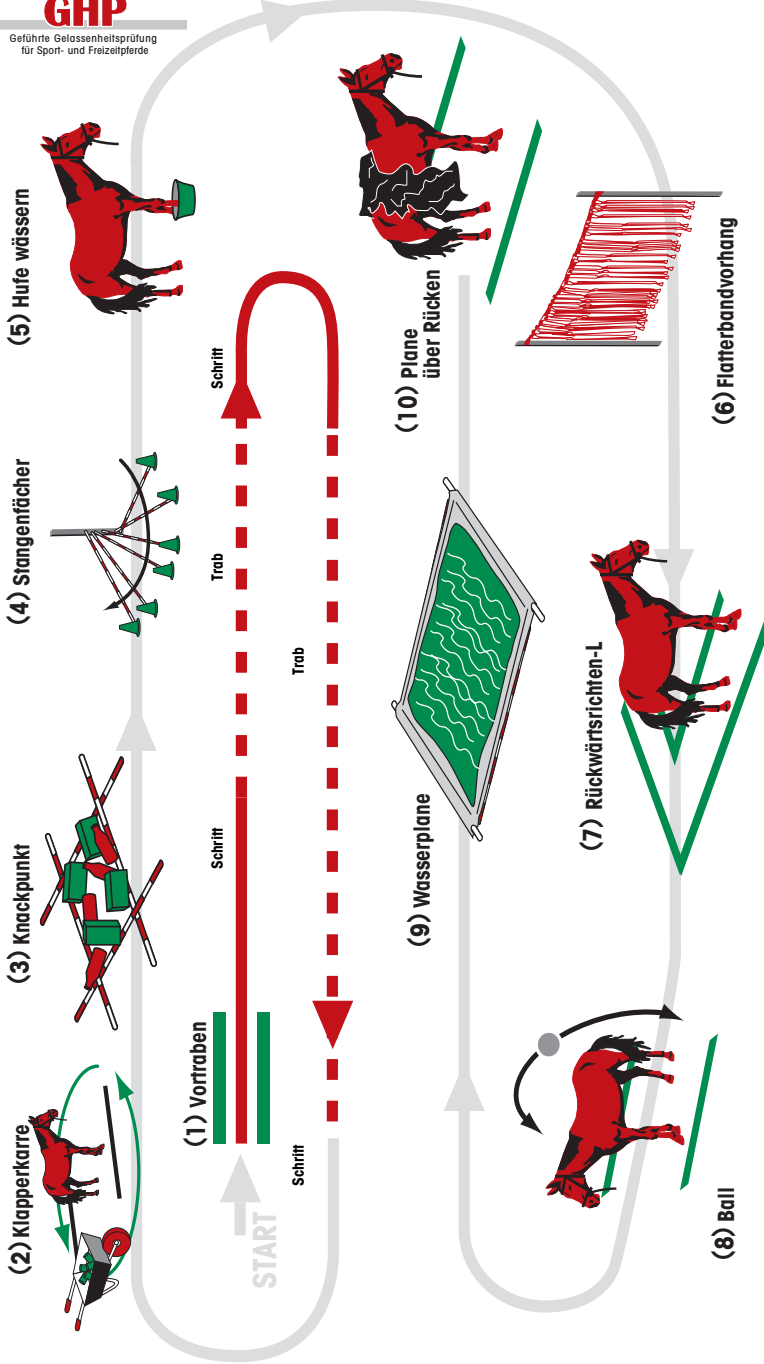 GHP
Geführte Gelassenheitsprüfung
für Sport- und Freizeitpferde
START
(1) Vortraben
Schritt
Trab
Schritt
Trab
Schritt
(2) Klapperkarre
(3) Knackpunkt
(4) Stangenfächer
(5) Hufe wässern
(6) Flatterbandvorhang
(7) Rückwärtsrichten-L
(8) Ball
(9) Wasserplane
(10) Plane
über Rücken